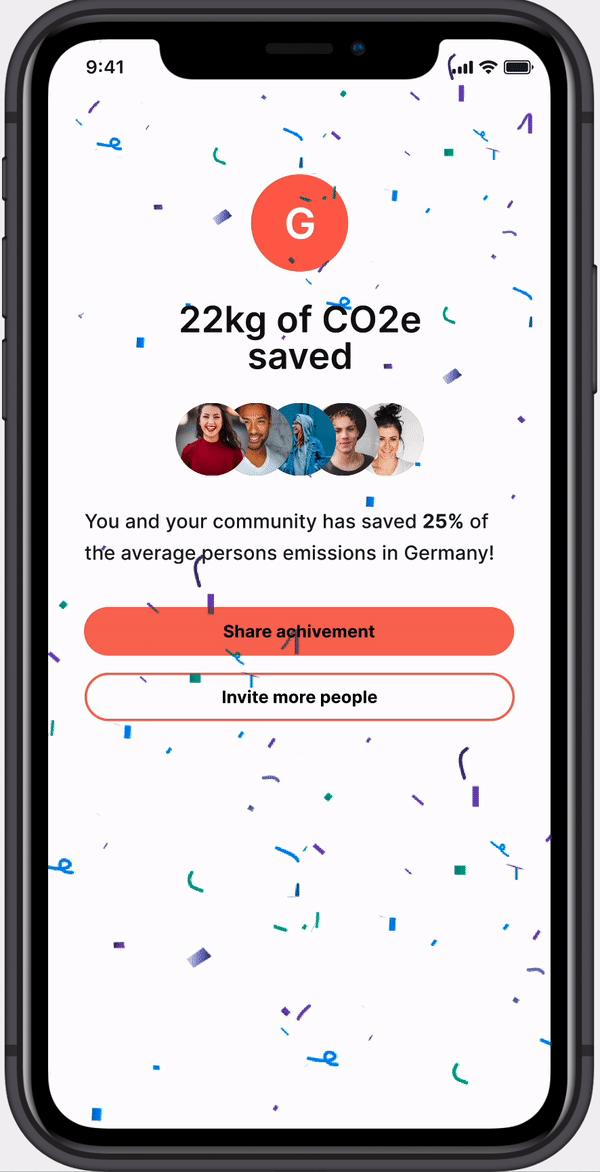 9:41
G
22kg of CO2e
saved
You and your community has saved 25% of
the average persons emissions in Germany!
Share achivement
Invite more people